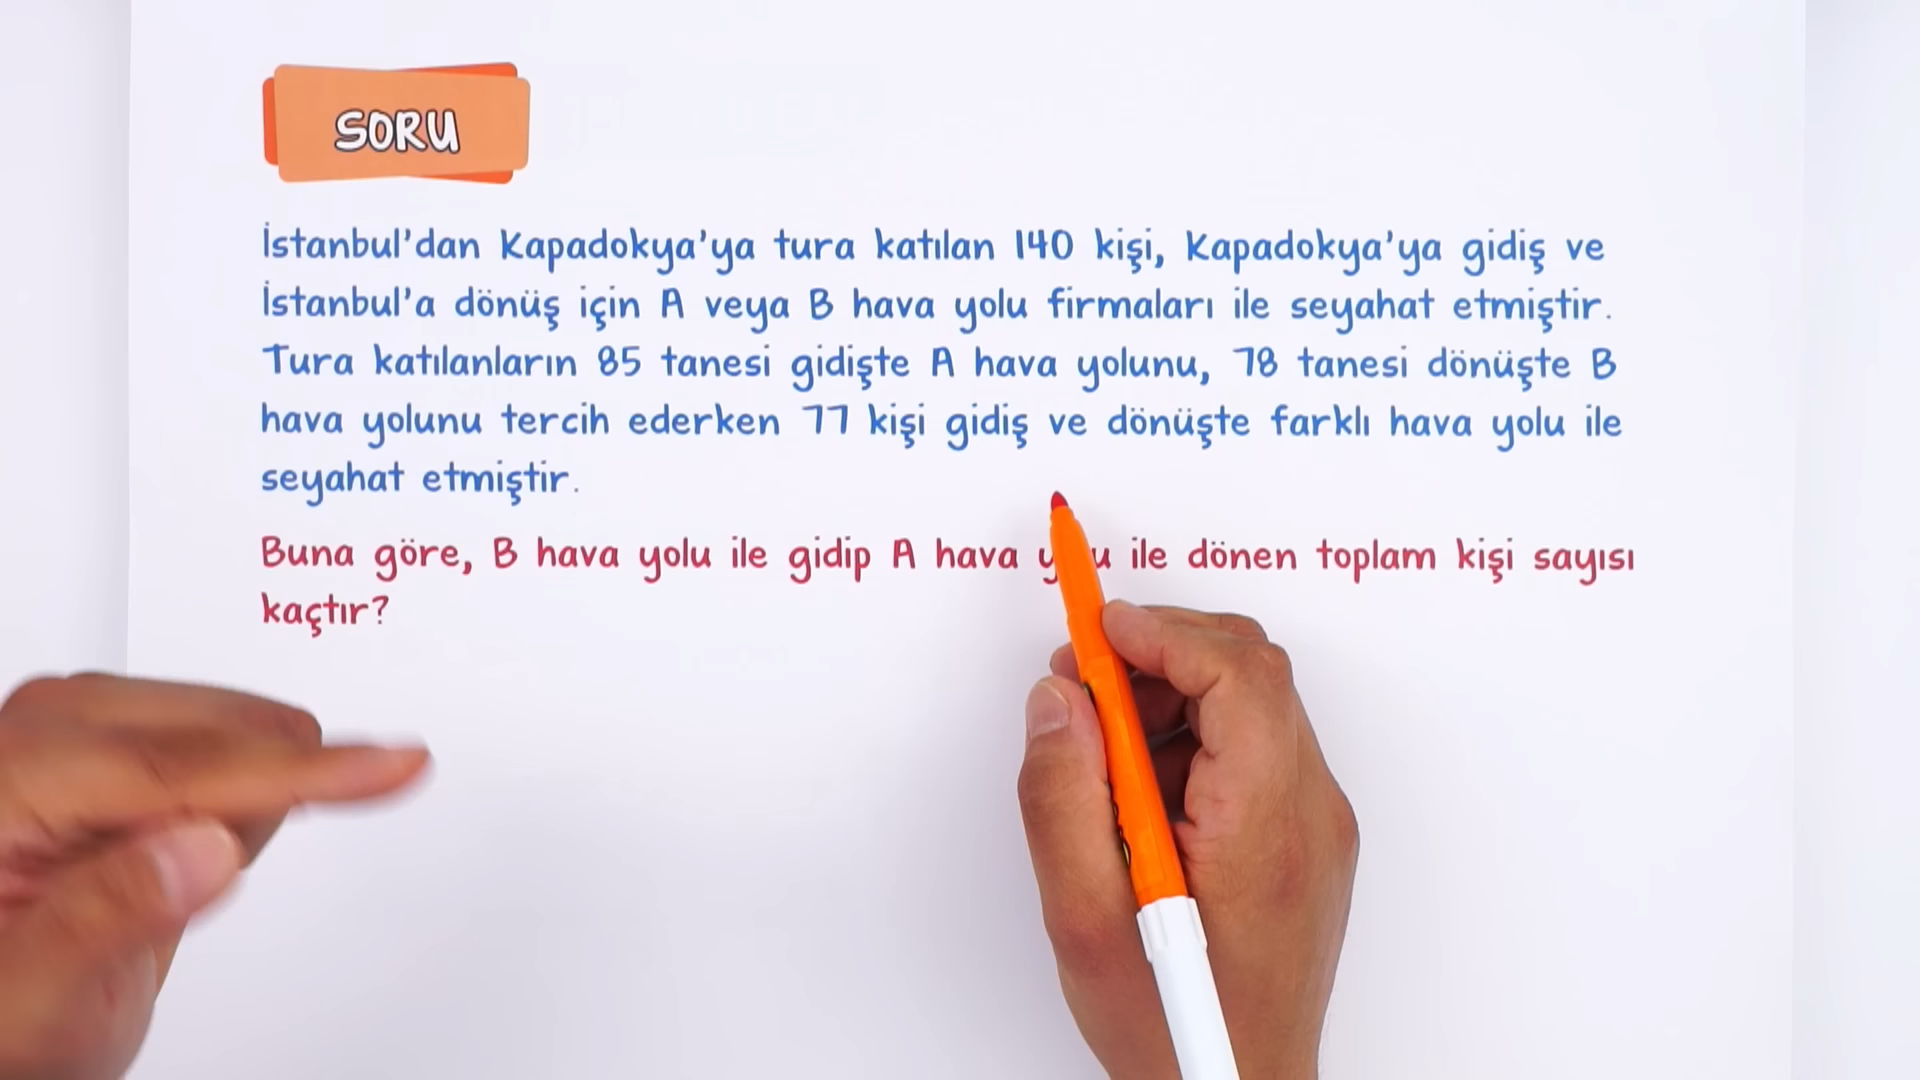 SORU
İstanbul'dan Kapadokya'ya tura katılan 140 kişi, Kapadokya'ya gidiş ve
İstanbul'a dönüş için A veya B hava yolu firmaları ile seyahat etmiştir.
Tura katılanların 85 tanesi gidişte A hava yolunu, 78 tanesi dönüşte B
hava yolunu tercih ederken 77 kişi gidiş ve dönüşte farklı hava yolu ile
seyahat etmiştir.
Buna göre, B hava yolu ile gidip A hava yolu ile dönen toplam kişi sayısı
kaçtır?